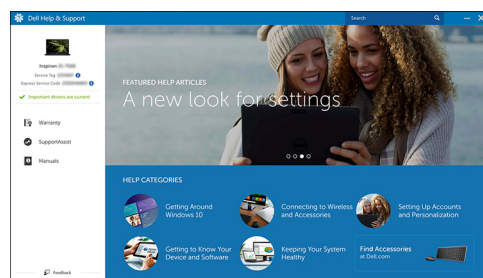 Dell Help & Support
Search
Inspiron
Service Tag
Express Service Code
Important drivers are current
Warranty
SupportAssist
Manuals
Feedback
FEATURED HELP ARTICLES
A new look for settings
HELP CATEGORIES
Getting Around
Windows 10
Connecting to Wireless
and Accessories
Setting Up Accounts
and Personalization
Getting to Know Your
Device and Software
Keeping Your System
Healthy
Find Accessories
at Dell.com